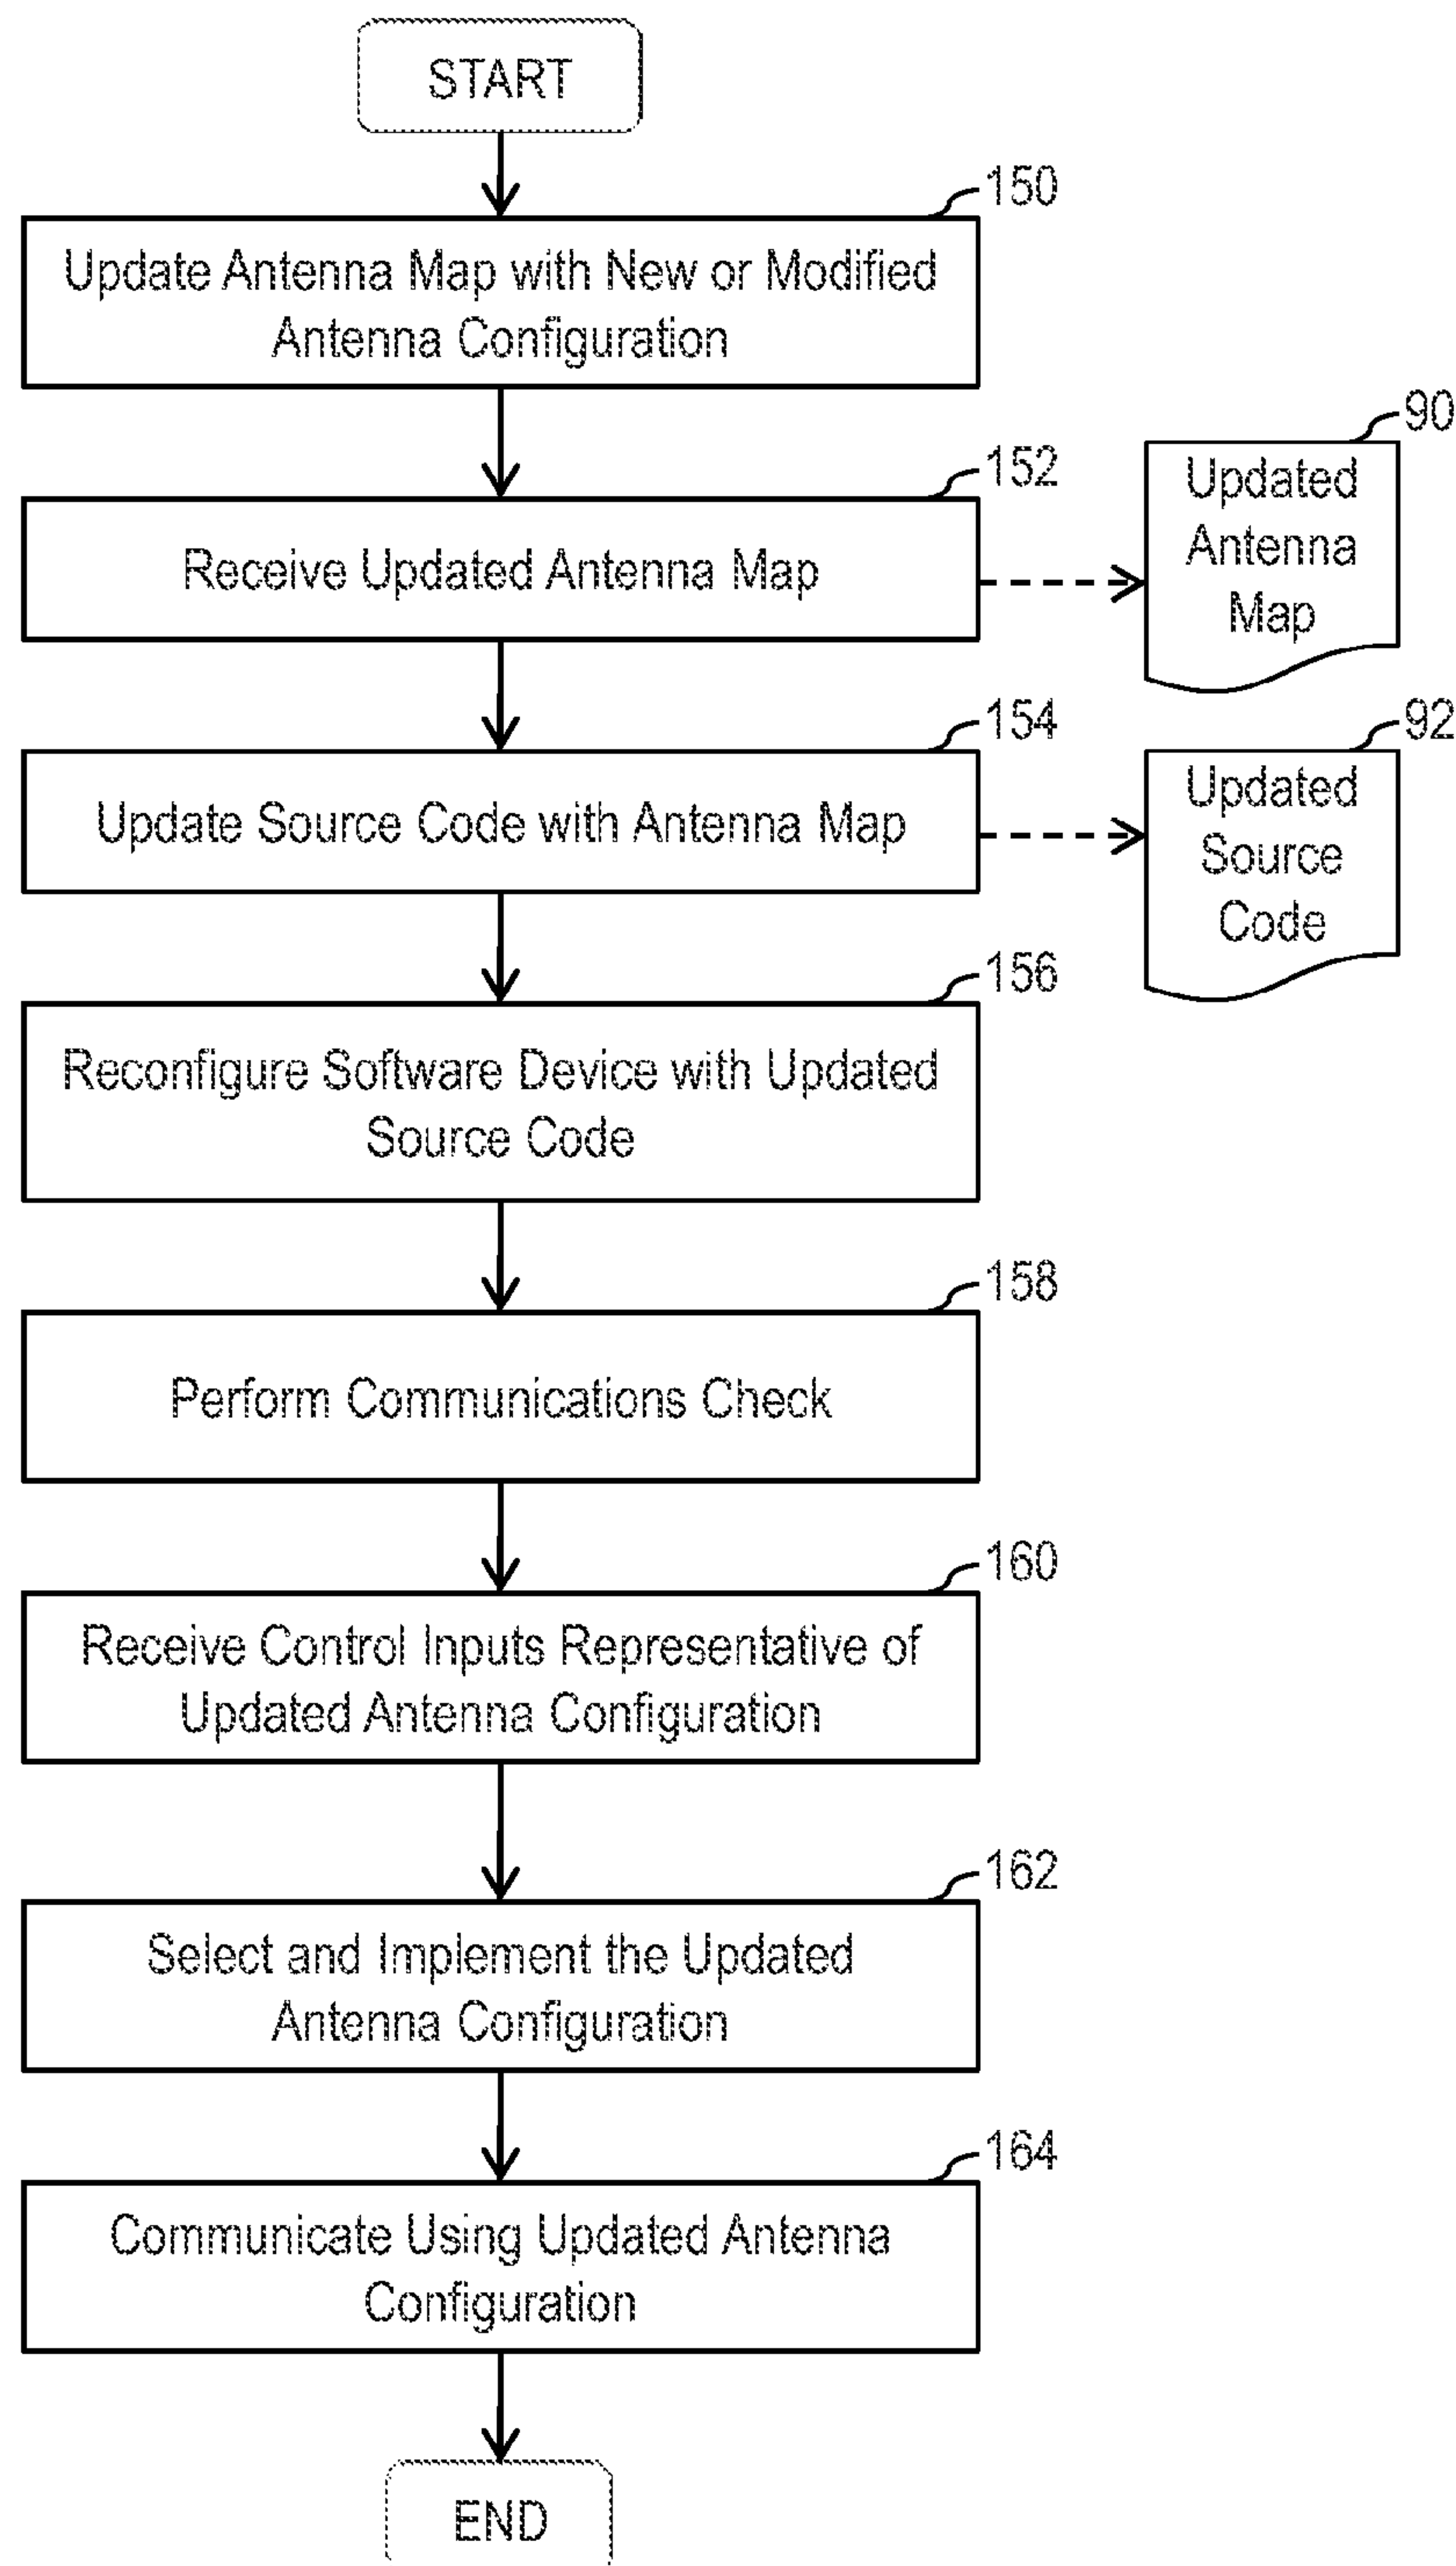 START
150
Update Antenna Map with New or Modified
Antenna Configuration
152
Receive Updated Antenna Map
90
Updated
Antenna
Map
154
Update Source Code with Antenna Map
92
Updated
Source
Code
156
Reconfigure Software Device with Updated
Source Code
158
Perform Communications Check
160
Receive Control Inputs Representative of
Updated Antenna Configuration
162
Select and Implement the Updated
Antenna Configuration
164
Communicate Using Updated Antenna
Configuration
END